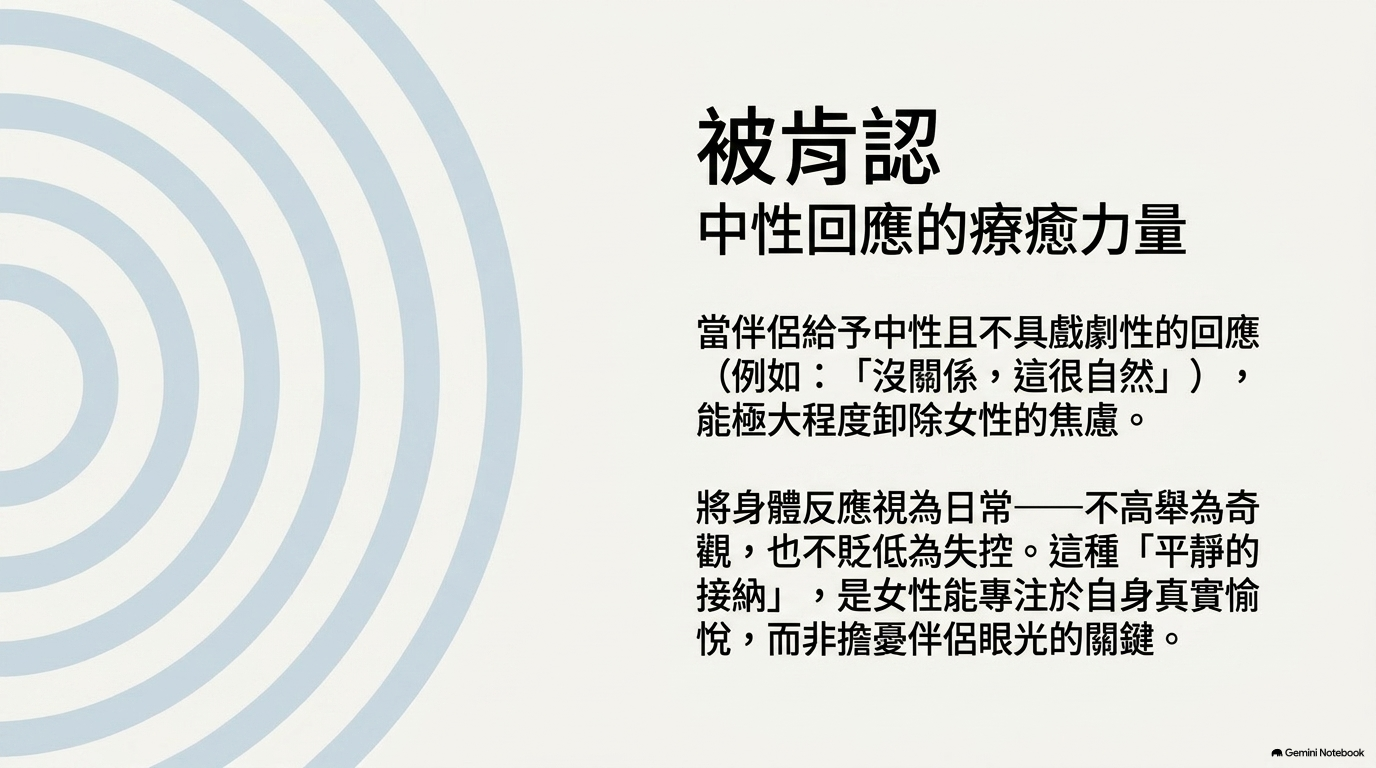 被肯認
中性回應的療癒力量
當伴侶給予中性且不具戲劇性的回應
（例如：「沒關係，這很自然」），
能極大程度卸除女性的焦慮。
將身體反應視為日常——不高舉為奇
觀，也不貶低為失控。這種「平靜的
接納」，是女性能專注於自身真實愉
悅，而非擔憂伴侶眼光的關鍵。
Gemini Notebook